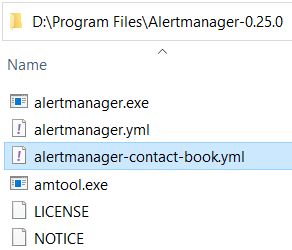 D:\Program Files\Alertmanager-0.25.0
Name
alertmanager.exe
alertmanager.yml
alertmanager-contact-book.yml
amtool.exe
LICENSE
NOTICE